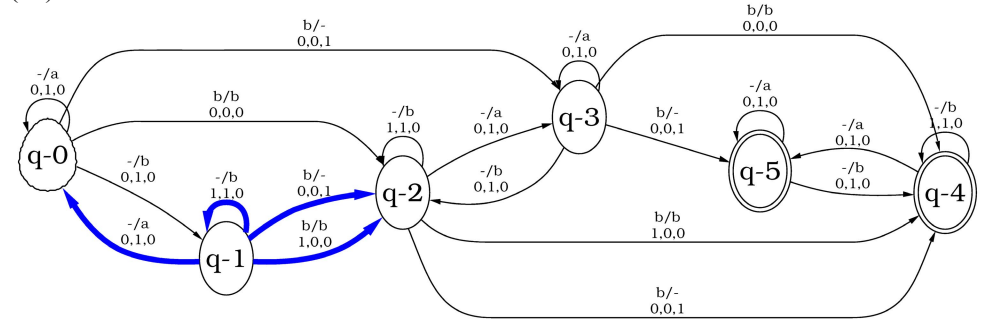 b/-
0,0,1
b/b
0,0,0
-/a
0,1,0
-/a
0,1,0
b/b
0,0,0
-/a
0,1,0
-/b
1,1,0
q-3
-/b
1,1,0
-/a
0,1,0
b/-
0,0,1
-/a
0,1,0
q-0
-/b
0,1,0
q-5
-/b
0,1,0
-/b
1,1,0
b/-
0,0,1
q-2
-/b
0,1,0
q-4
-/a
0,1,0
b/b
1,0,0
b/b
1,0,0
q-1
b/-
0,0,1